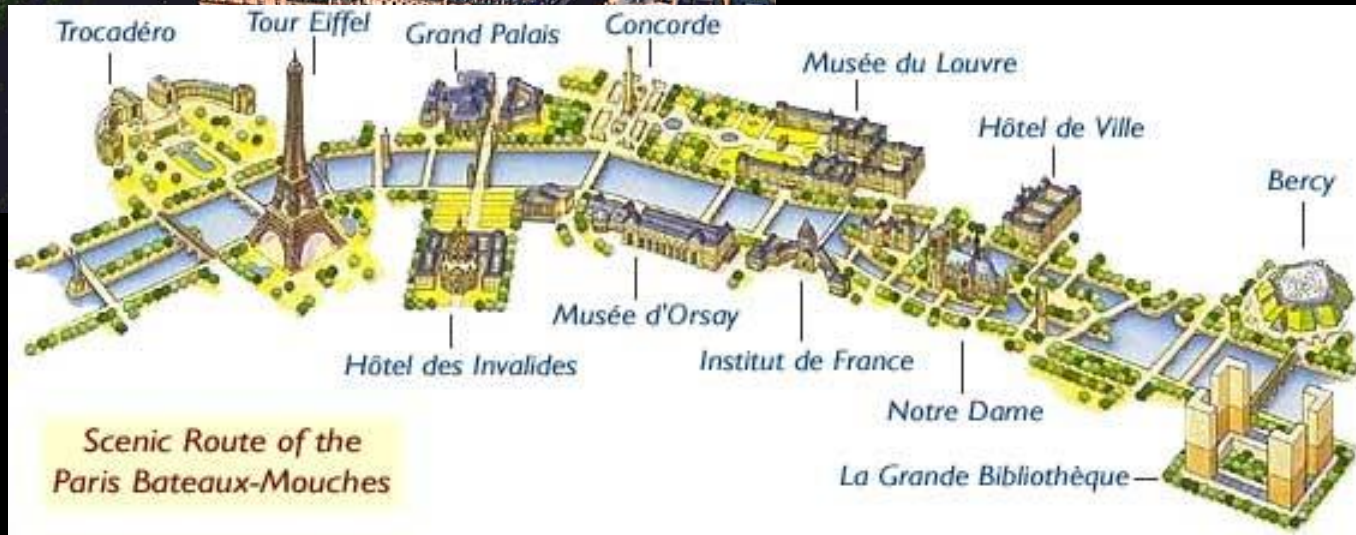 Trocadéro
Tour Eiffel
Grand Palais
Concorde
Musée du Louvre
Hôtel de Ville
Bercy
Musée d'Orsay
Hôtel des Invalides
Institut de France
Notre Dame
La Grande Bibliothèque
Scenic Route of the
Paris Bateaux-Mouches